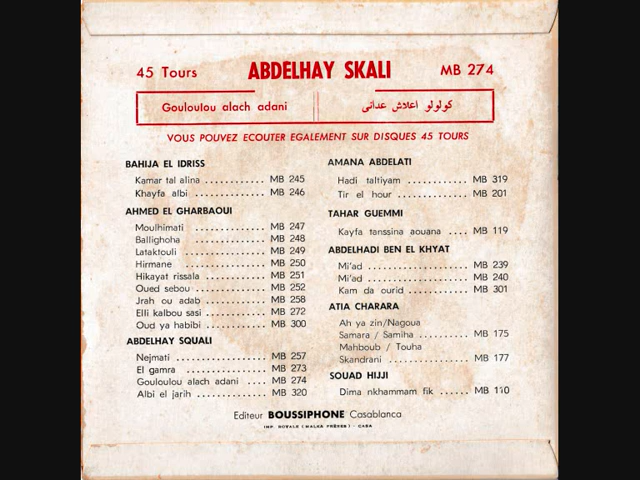 45 Tours ABDELHAY SKALI MB 274
Gouloulou alach adani كولولو اعلاش عداني
VOUS POUVEZ ECOUTER EGALEMENT SUR DISQUES 45 TOURS
BAHIJA EL IDRISS
Kamar tal alina ............ MB 245
Khayfa albi ............... MB 246
AHMED EL GHARBAOUI
Moulhimati ............... MB 247
Ballighoha ............... MB 248
Lataktouli ............... MB 249
Hirmane ............... MB 250
Hikayat rissala ............ MB 251
Oued sebou ............... MB 252
Jrah ou adab ............. MB 258
Elli kalbou sasi ............ MB 272
Oud ya habibi ............ MB 300
ABDELHAY SQUALI
Nejmati ................. MB 257
El gamra ................ MB 273
Gouloulou alach adani .... MB 274
Albi el jarih .............. MB 320
AMANA ABDELATI
Hadi taltiyam ............ MB 319
Tir el hour ............... MB 201
TAHAR GUEMMI
Kayfa tanssina aouana .... MB 119
ABDELHADI BEN EL KHYAT
Mi'ad ................... MB 239
Mi'ad ................... MB 240
Kam da ourid ............ MB 301
ATIA CHARARA
Ah ya zin/Nagoua
Samara / Samiha .......... MB 175
Mahboub / Touha
Skandrani ............... MB 177
SOUAD HIJJI
Dima nkhammam fik ..... MB 110
Editeur BOUSSIPHONE Casablanca
IMP. ROYALE (MALKA FRÈRES) - CASA